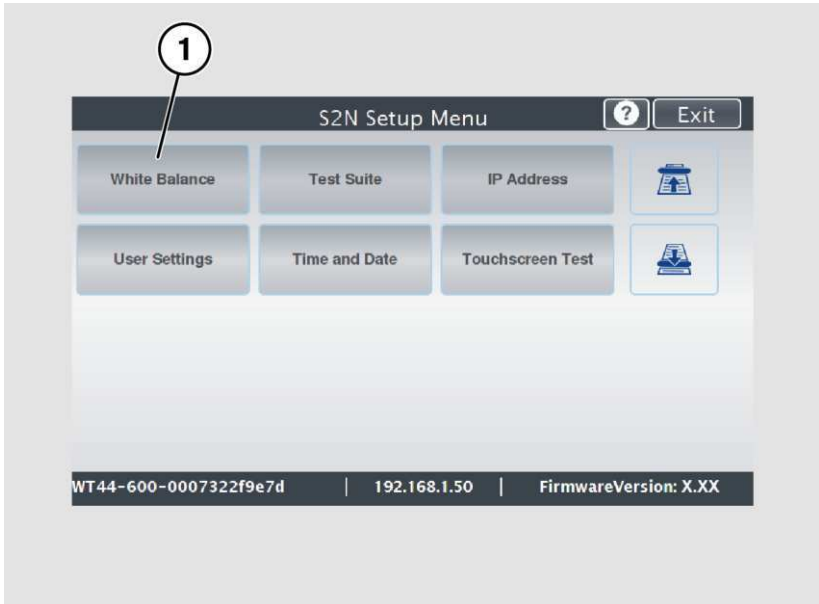 1
S2N Setup Menu ? Exit
White Balance Test Suite IP Address
User Settings Time and Date Touchscreen Test
WT44-600-0007322f9e7d | 192.168.1.50 | FirmwareVersion: X.XX